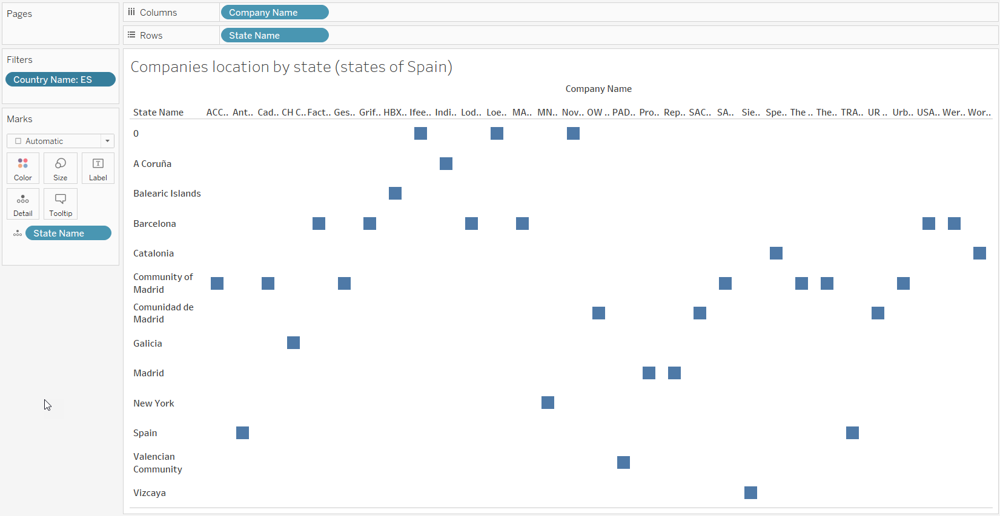 Pages
Columns
Company Name
Rows
State Name
Filters
Country Name: ES
Marks
Automatic
Color
Size
Label
Detail
Tooltip
State Name
Companies location by state (states of Spain)
Company Name
State Name ACC.. Ant.. Cad.. CH C.. Fact.. Ges.. Grif.. HBX.. Ifee.. Indi.. Lod.. Loe.. MA.. MN.. Nov.. OW .. PAD.. Pro.. Rep.. SAC.. SA.. Sie.. Spe.. The .. The.. TRA.. UR .. Urb.. USA.. Wer.. Wor..
0
A Coruña
Balearic Islands
Barcelona
Catalonia
Community of
Madrid
Comunidad de
Madrid
Galicia
Madrid
New York
Spain
Valencian
Community
Vizcaya